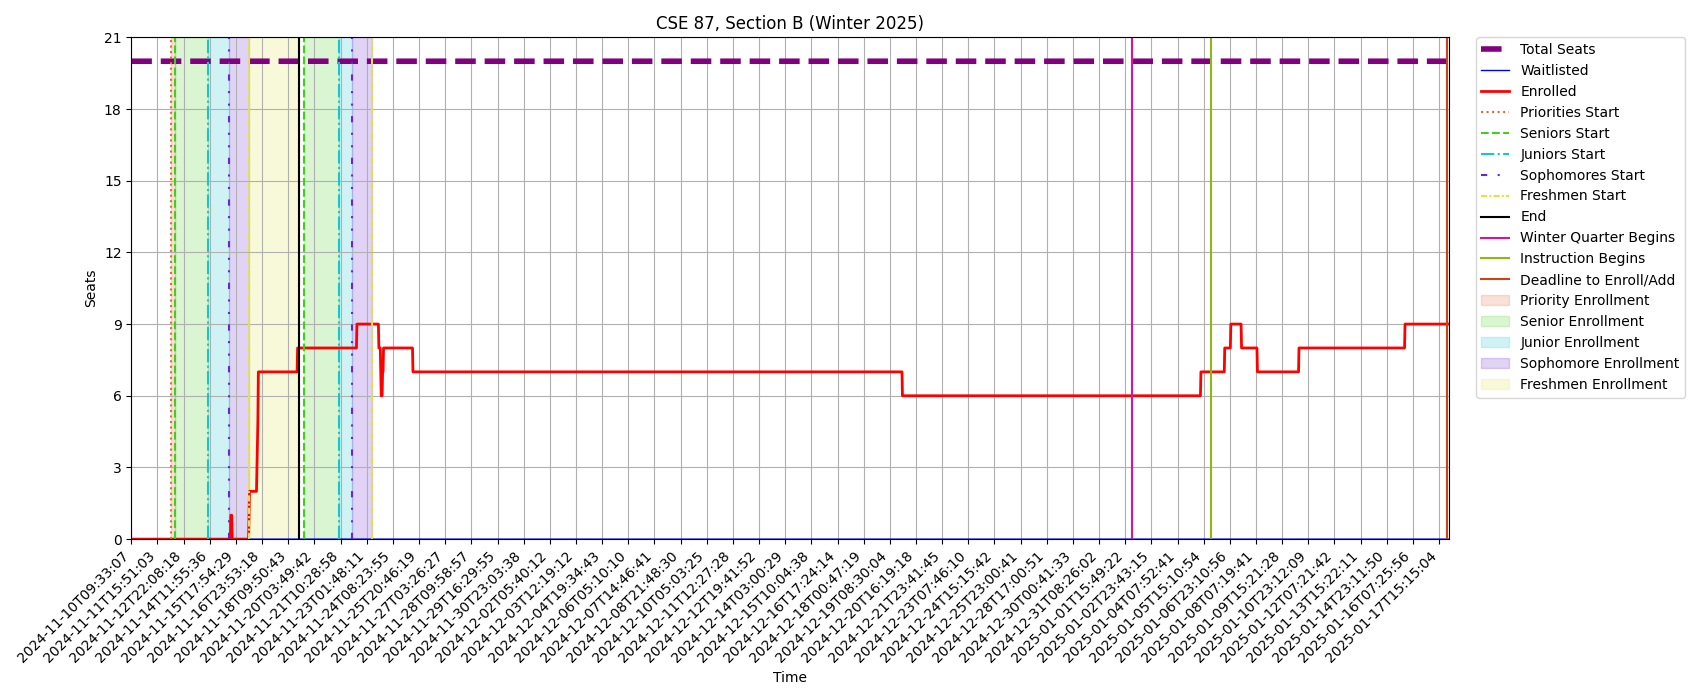 CSE 87, Section B (Winter 2025)
21
18
15
12
9
6
3
0
Seats
2024-11-10T09:33:07
2024-11-11T15:51:03
2024-11-12T22:08:18
2024-11-14T11:55:36
2024-11-15T17:54:29
2024-11-16T23:53:18
2024-11-18T09:50:43
2024-11-20T03:49:42
2024-11-21T10:28:58
2024-11-23T01:48:11
2024-11-24T08:23:55
2024-11-25T20:46:19
2024-11-27T03:26:27
2024-11-28T09:58:57
2024-11-29T16:29:55
2024-11-30T23:03:38
2024-12-02T05:40:12
2024-12-03T12:19:12
2024-12-04T19:34:43
2024-12-06T05:10:16
2024-12-07T14:46:41
2024-12-08T21:48:30
2024-12-10T05:03:25
2024-12-11T12:27:28
2024-12-12T19:41:52
2024-12-14T03:00:29
2024-12-15T10:04:38
2024-12-16T17:24:14
2024-12-18T00:47:19
2024-12-19T08:30:04
2024-12-20T16:19:18
2024-12-21T23:41:45
2024-12-23T07:46:10
2024-12-24T15:15:42
2024-12-25T23:00:41
2024-12-28T17:00:51
2024-12-30T00:41:33
2024-12-31T08:26:02
2025-01-01T15:49:22
2025-01-02T23:43:15
2025-01-04T07:52:41
2025-01-05T15:10:54
2025-01-06T23:10:56
2025-01-08T07:19:41
2025-01-09T15:21:28
2025-01-10T23:12:09
2025-01-12T07:21:42
2025-01-13T15:22:11
2025-01-14T23:11:50
2025-01-16T07:25:56
2025-01-17T15:15:04
Time
Total Seats
Waitlisted
Enrolled
Priorities Start
Seniors Start
Juniors Start
Sophomores Start
Freshmen Start
End
Winter Quarter Begins
Instruction Begins
Deadline to Enroll/Add
Priority Enrollment
Senior Enrollment
Junior Enrollment
Sophomore Enrollment
Freshmen Enrollment